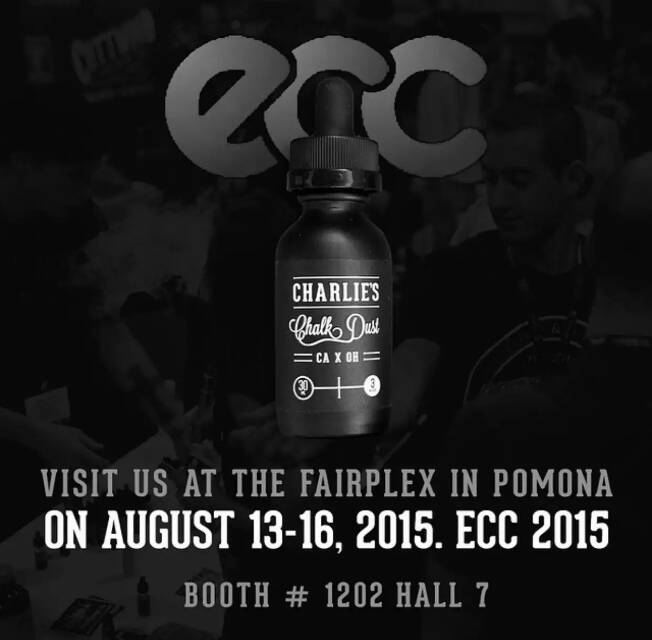 ecc
CHARLIE'S
Chalk Dust
CA X OH
30
3
VISIT US AT THE FAIRPLEX IN POMONA
ON AUGUST 13-16, 2015. ECC 2015
BOOTH # 1202 HALL 7